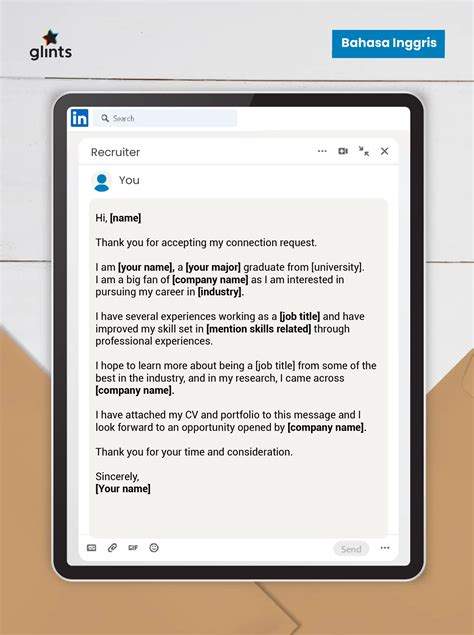 glints
Bahasa Inggris
in
Search
Recruiter
You
Hi, [name]
Thank you for accepting my connection request.
I am [your name], a [your major] graduate from [university].
I am a big fan of [company name] as I am interested in
pursuing my career in [industry].
I have several experiences working as a [job title] and have
improved my skill set in [mention skills related] through
professional experiences.
I hope to learn more about being a [job title] from some of the
best in the industry, and in my research, I came across
[company name].
I have attached my CV and portfolio to this message and I
look forward to an opportunity opened by [company name].
Thank you for your time and consideration.
Sincerely,
[Your name]
GIF
Send